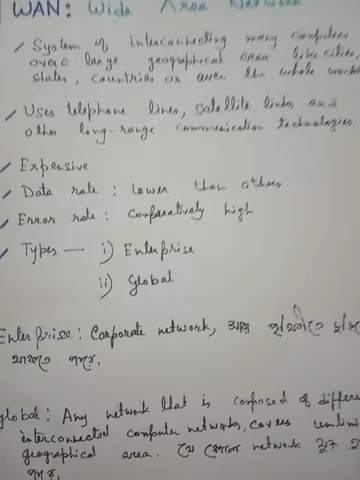 WAN: Wide Area Network
System of interconnecting many computers
over a large geographical area like cities,
states, countries or even the whole world
Uses telephone lines, satellite links and
other long-range communication technologies.
Expensive
Data rate: Lower than others
Error rate: Comparatively high
Types — i) Enterprise
ii) Global
Enterprise: Corporate network,
Global: Any network that is composed of differe
interconnected computer networks, covers unlimi
geographical area. যে কোনো network